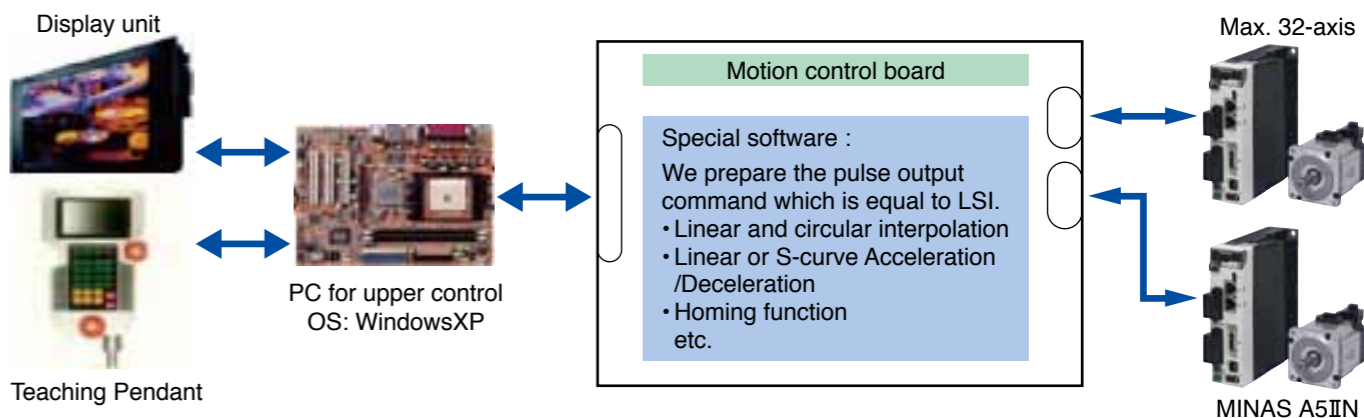 Display unit
Teaching Pendant
PC for upper control
OS: WindowsXP
Motion control board
Special software :
We prepare the pulse output
command which is equal to LSI.
・Linear and circular interpolation
・Linear or S-curve Acceleration
/Deceleration
・Homing function
etc.
Max. 32-axis
MINAS A5ⅡN